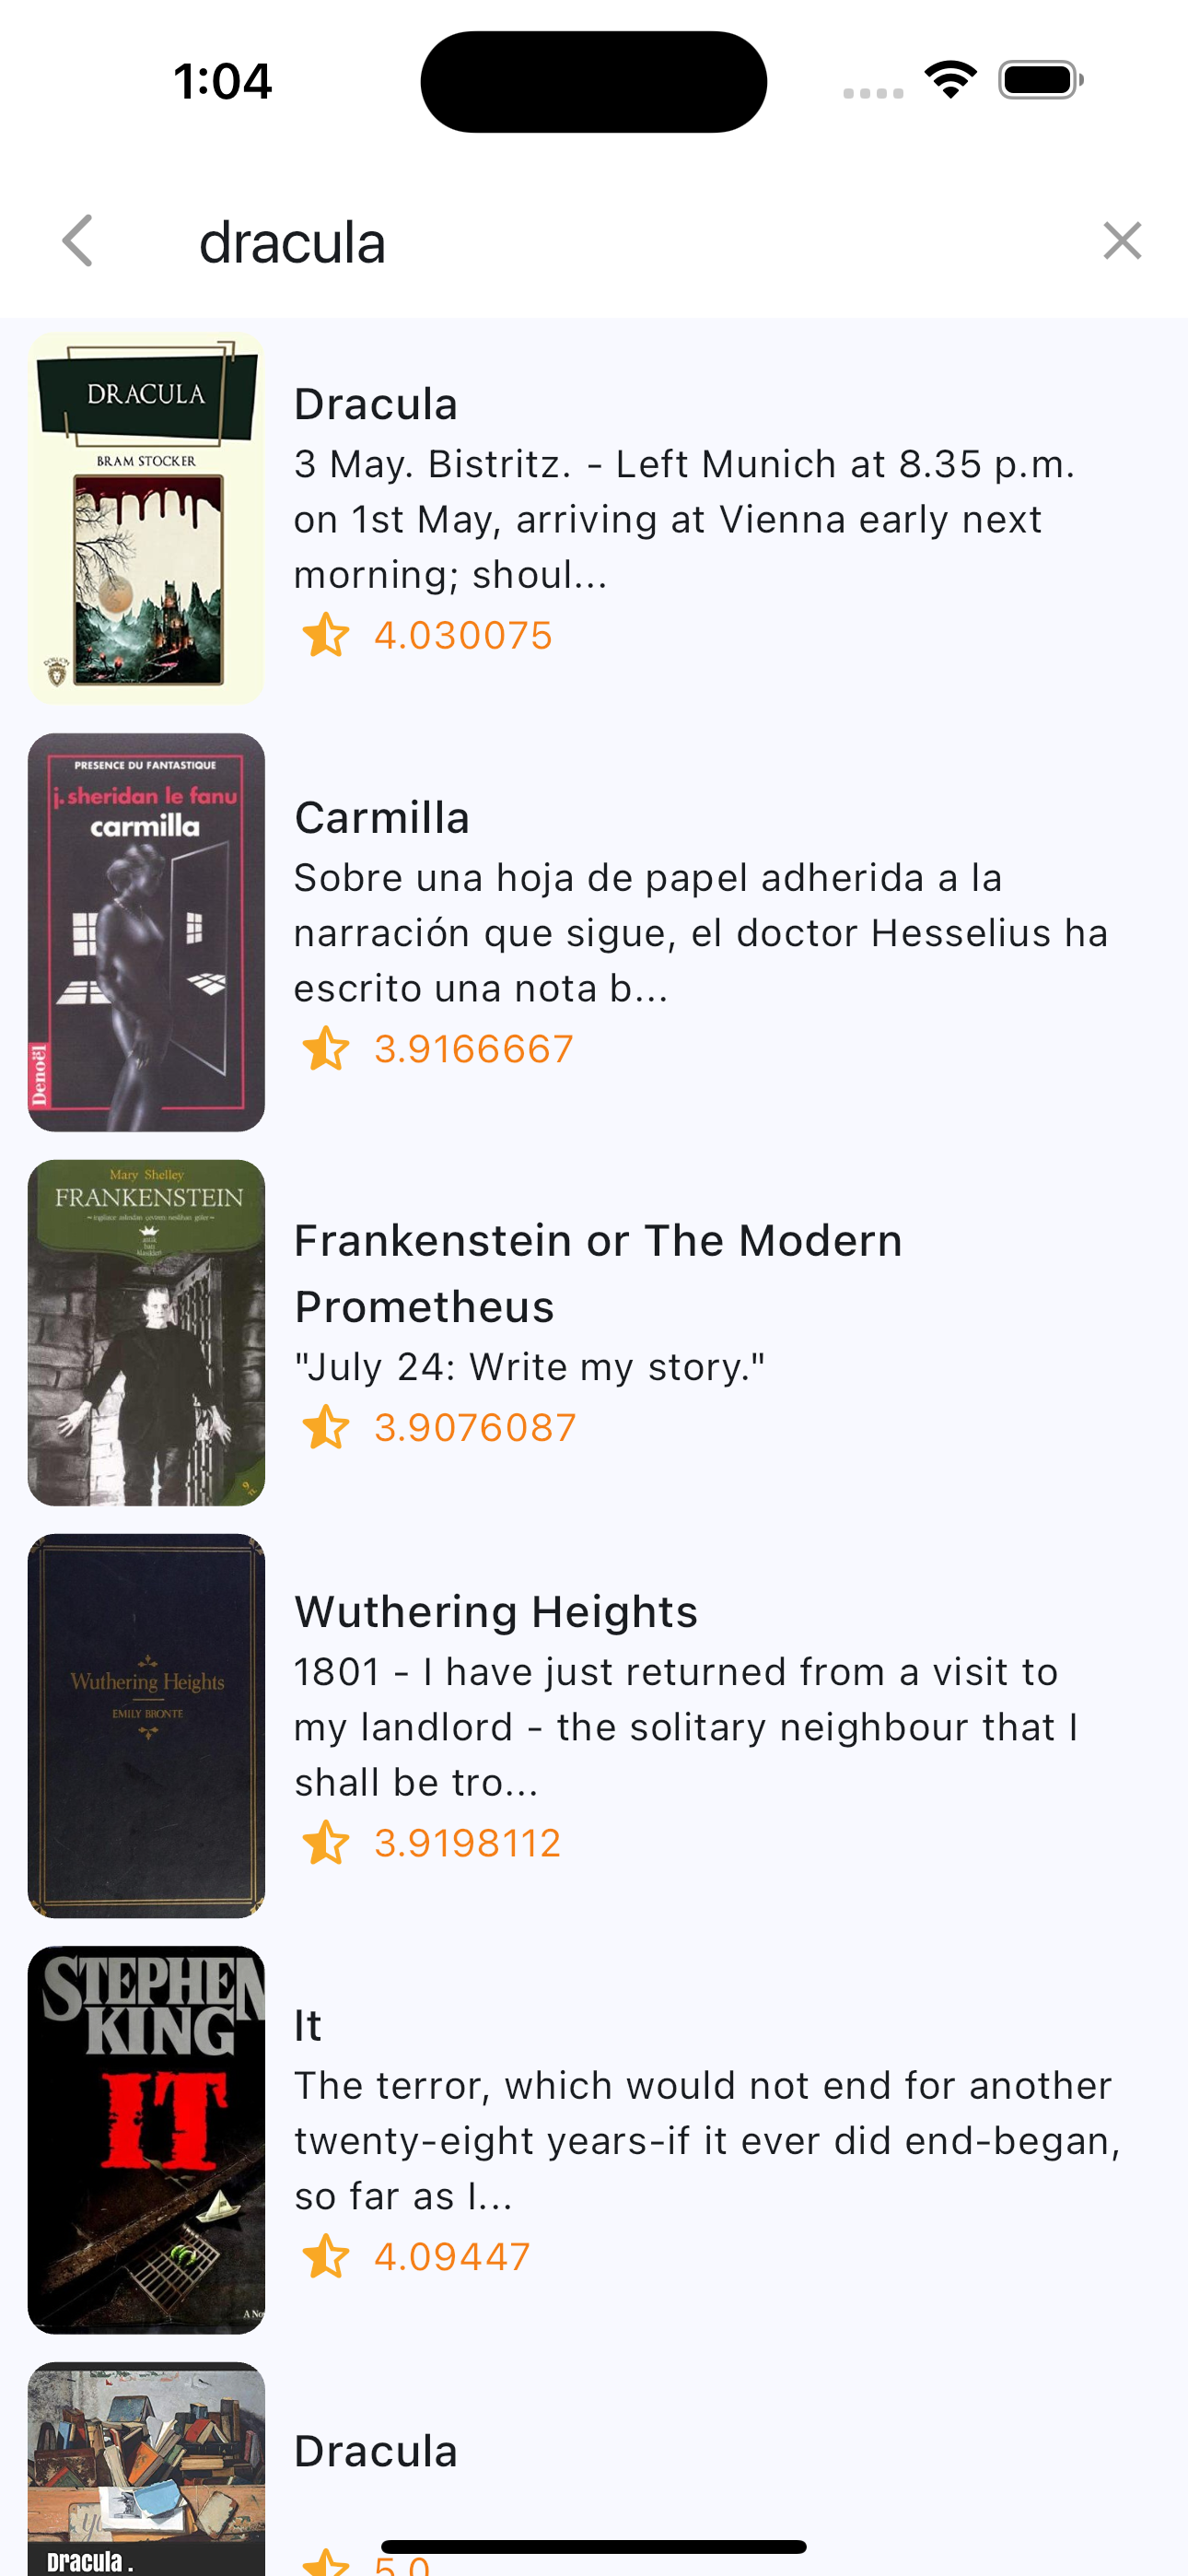 1:04
dracula
DRACULA
BRAM STOCKER
Dracula
3 May. Bistritz. - Left Munich at 8.35 p.m.
on 1st May, arriving at Vienna early next
morning; shoul...
4.030075
PRESENCE DU FANTASTIQUE
j. sheridan le fanu
carmilla
Denoël
Carmilla
Sobre una hoja de papel adherida a la
narración que sigue, el doctor Hesselius ha
escrito una nota b...
3.9166667
Mary Shelley
FRANKENSTEIN
Frankenstein or The Modern
Prometheus
"July 24: Write my story."
3.9076087
Wuthering Heights
EMILY BRONTE
Wuthering Heights
1801 - I have just returned from a visit to
my landlord - the solitary neighbour that I
shall be tro...
3.9198112
STEPHEN
KING
IT
It
The terror, which would not end for another
twenty-eight years-if it ever did end-began,
so far as I...
4.09447
Dracula .
Dracula
5.0